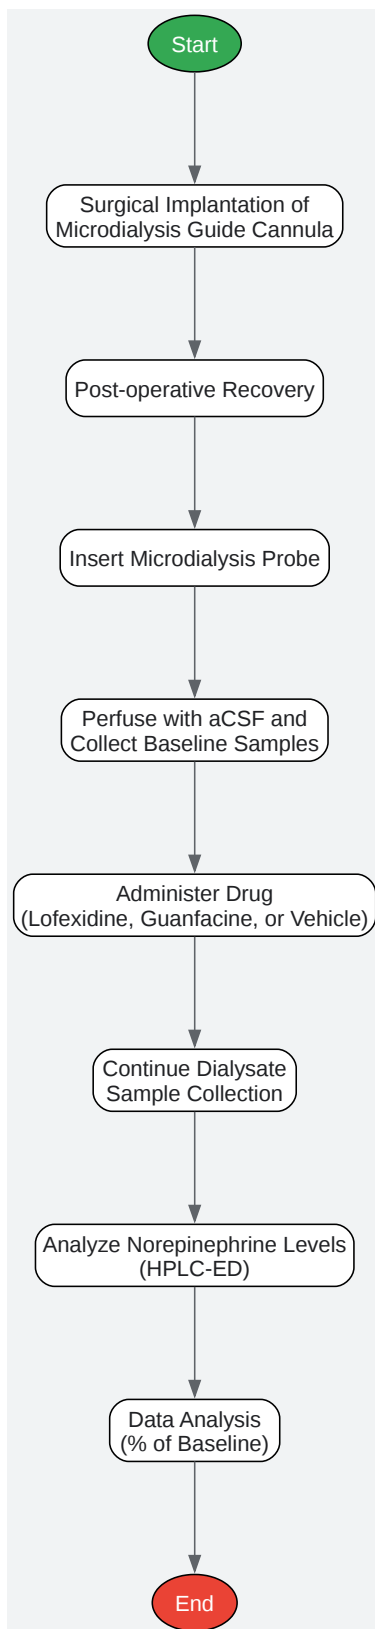 Start
Surgical Implantation of
Microdialysis Guide Cannula
Post-operative Recovery
Insert Microdialysis Probe
Perfuse with aCSF and
Collect Baseline Samples
Administer Drug
(Lofexidine, Guanfacine, or Vehicle)
Continue Dialysate
Sample Collection
Analyze Norepinephrine Levels
(HPLC-ED)
Data Analysis
(% of Baseline)
End